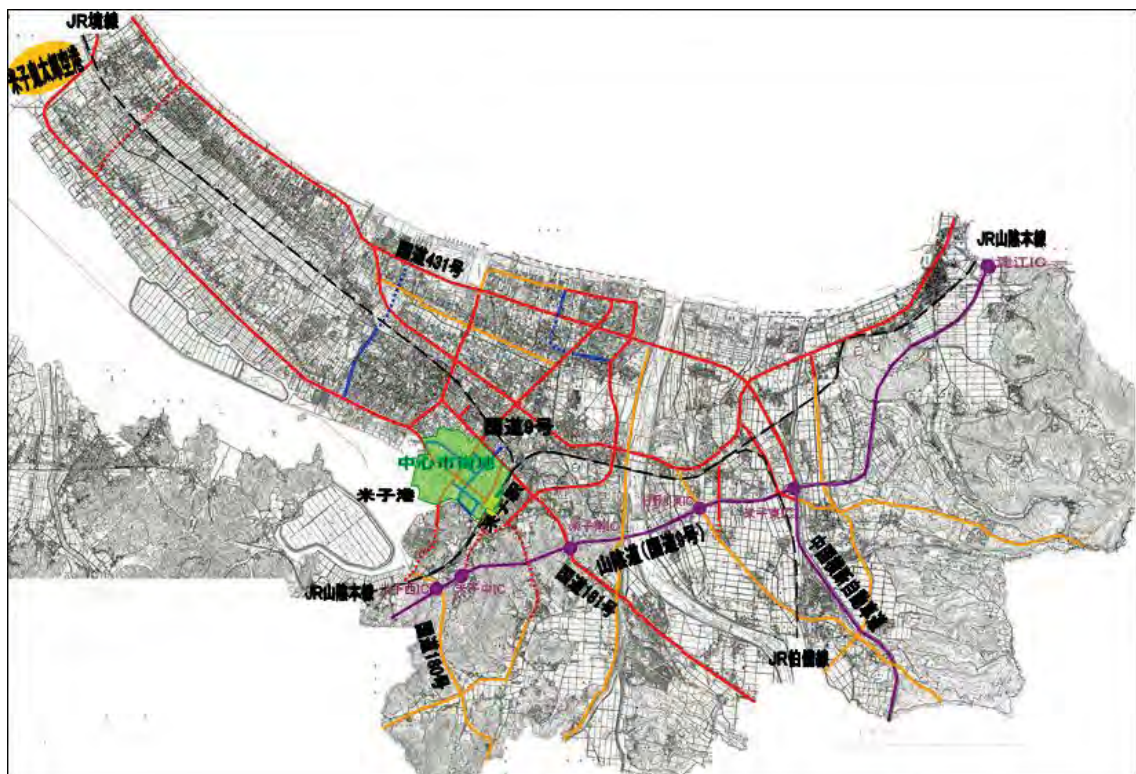 JR境線
米子鬼太郎空港
国道431号
JR山陰本線
淀江IC
国道9号
中心市街地
米子港
米子駅
日野川東IC
米子東IC
米子南IC
山陰道(国道9号)
中国横断自動車道
JR山陰本線
米子西IC
米子中IC
国道181号
国道180号
JR伯備線